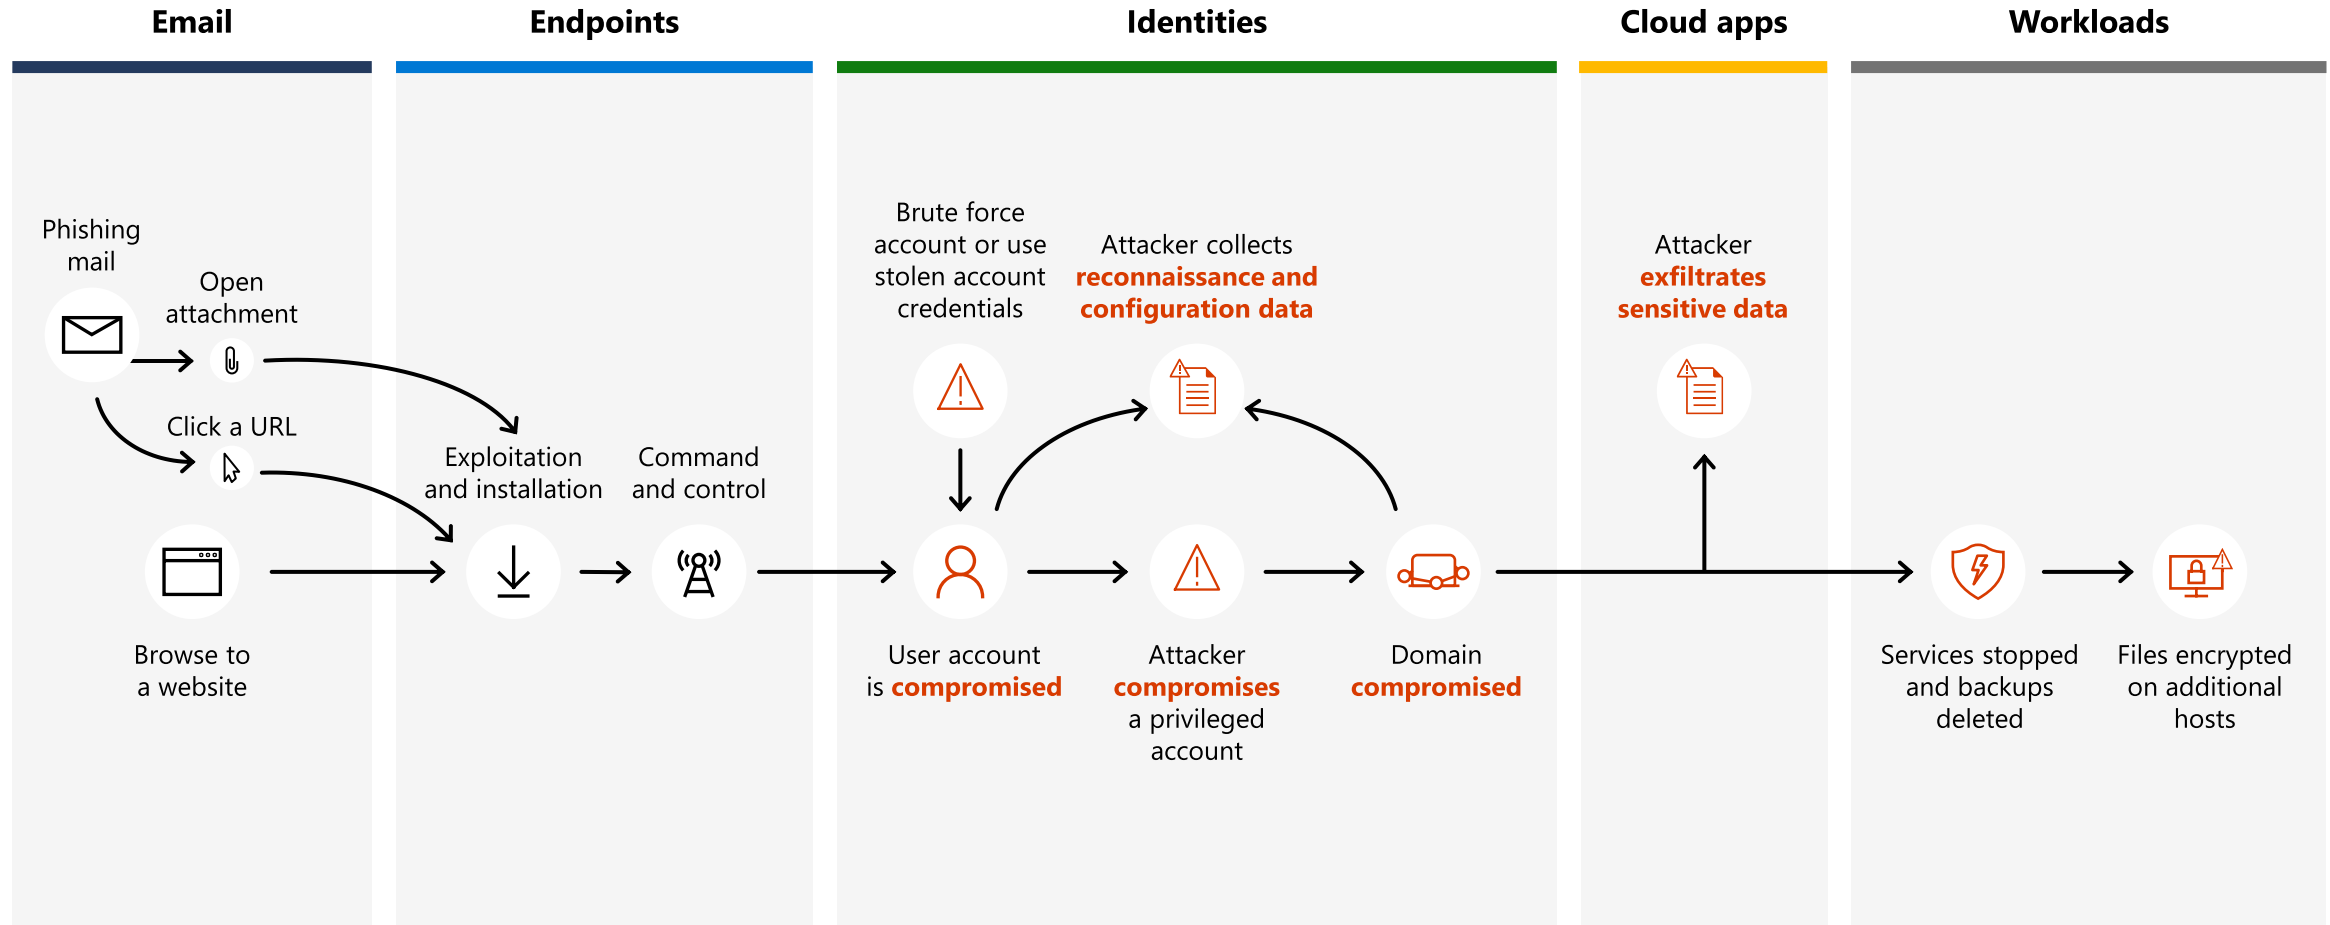 Email
Endpoints
Identities
Cloud apps
Workloads
Phishing
mail
Open
attachment
Click a URL
Browse to
a website
Exploitation
and installation
Command
and control
Brute force
account or use
stolen account
credentials
Attacker collects
reconnaissance and
configuration data
User account
is compromised
Attacker
compromises
a privileged
account
Domain
compromised
Attacker
exfiltrates
sensitive data
Services stopped
and backups
deleted
Files encrypted
on additional
hosts